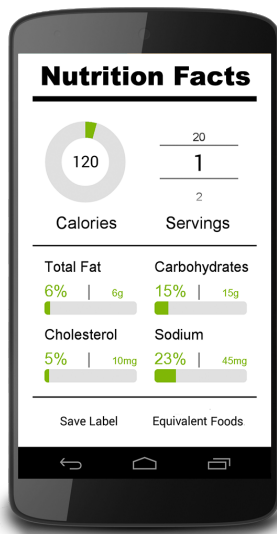 Nutrition Facts
120
20
1
2
Calories
Servings
Total Fat
Carbohydrates
6% | 6g
15% | 15g
Cholesterol
Sodium
5% | 10mg
23% | 45mg
Save Label
Equivalent Foods